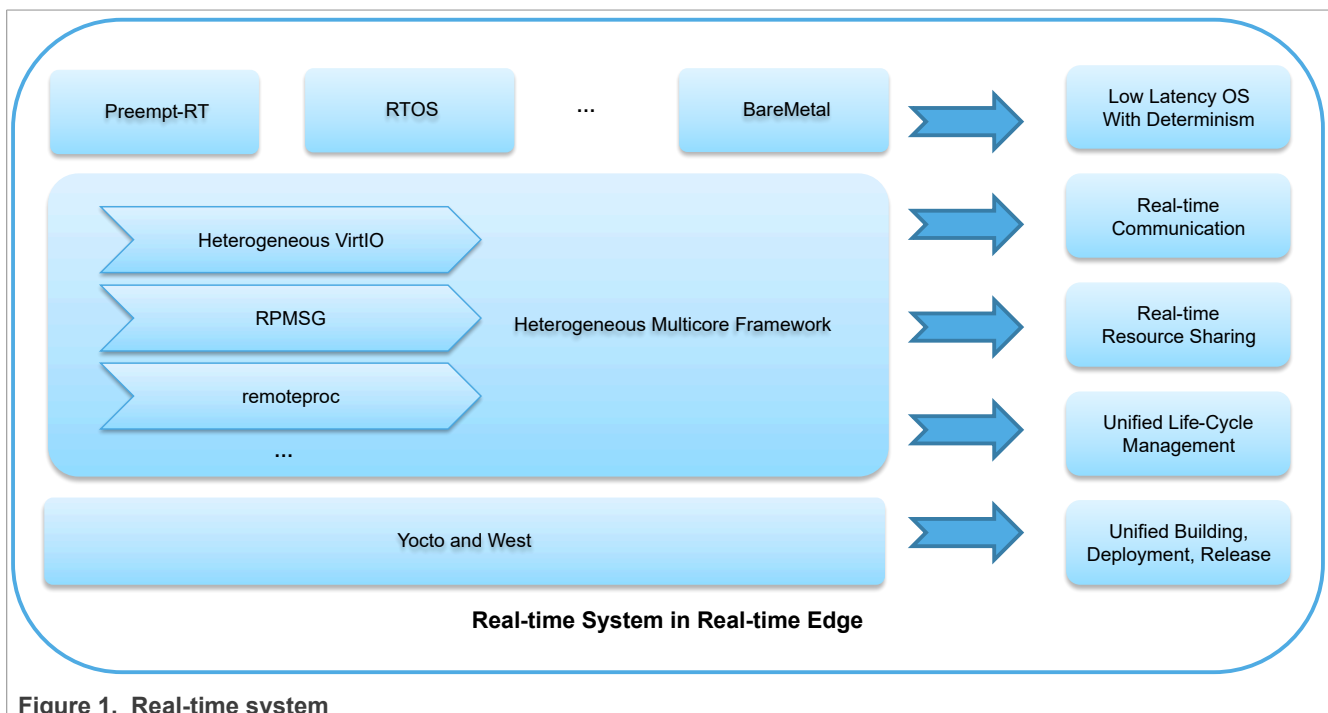 Preempt-RT
RTOS
...
BareMetal
Low Latency OS
With Determinism
Heterogeneous VirtIO
RPMSG
remoteproc
...
Heterogeneous Multicore Framework
Real-time
Communication
Real-time
Resource Sharing
Unified Life-Cycle
Management
Yocto and West
Unified Building,
Deployment, Release
Real-time System in Real-time Edge
Figure 1. Real-time system